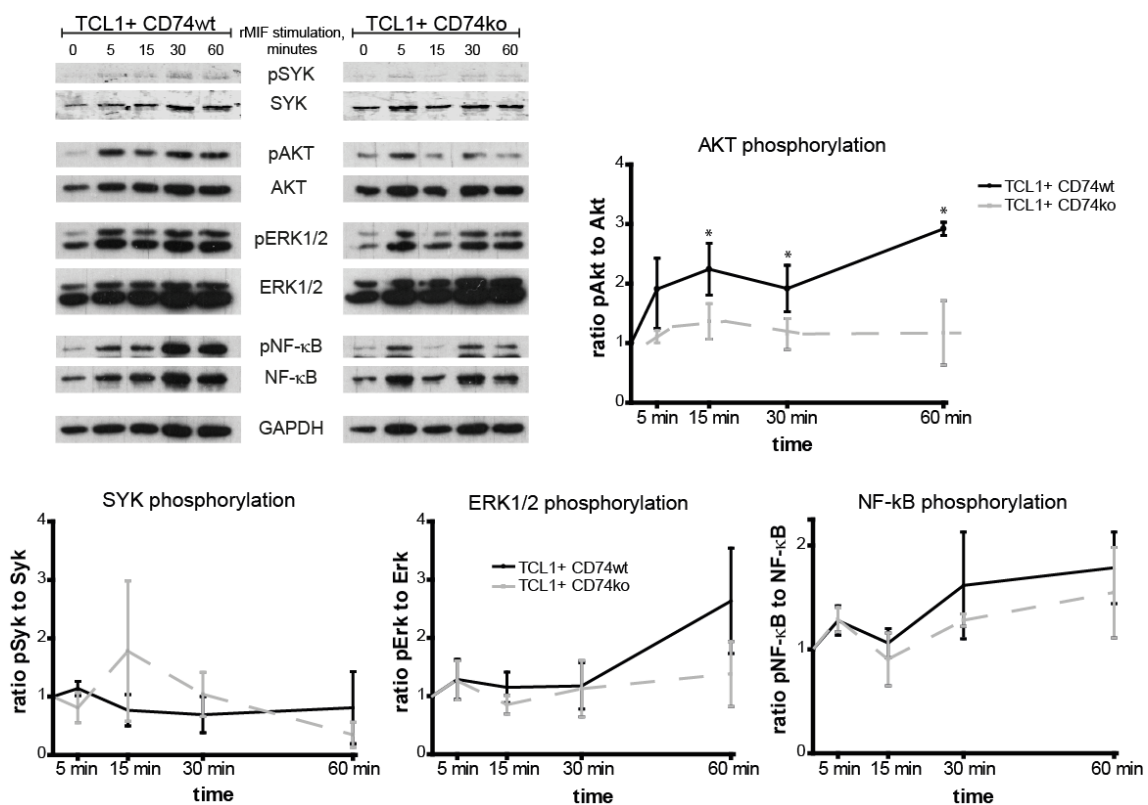 TCL1+ CD74wt
rMIF stimulation, minutes
TCL1+ CD74ko
0 5 15 30 60
0 5 15 30 60
pSYK
SYK
pAKT
AKT
pERK1/2
ERK1/2
pNF-κB
NF-κB
GAPDH
AKT phosphorylation
ratio pAkt to Akt
4
3
2
1
0
5 min 15 min 30 min 60 min
time
* * *
TCL1+ CD74wt
TCL1+ CD74ko
SYK phosphorylation
ratio pSyk to Syk
4
3
2
1
0
5 min 15 min 30 min 60 min
time
ERK1/2 phosphorylation
ratio pErk to Erk
4
3
2
1
0
5 min 15 min 30 min 60 min
time
TCL1+ CD74wt
TCL1+ CD74ko
NF-kB phosphorylation
ratio pNF-κB to NF-κB
2
1
0
5 min 15 min 30 min 60 min
time